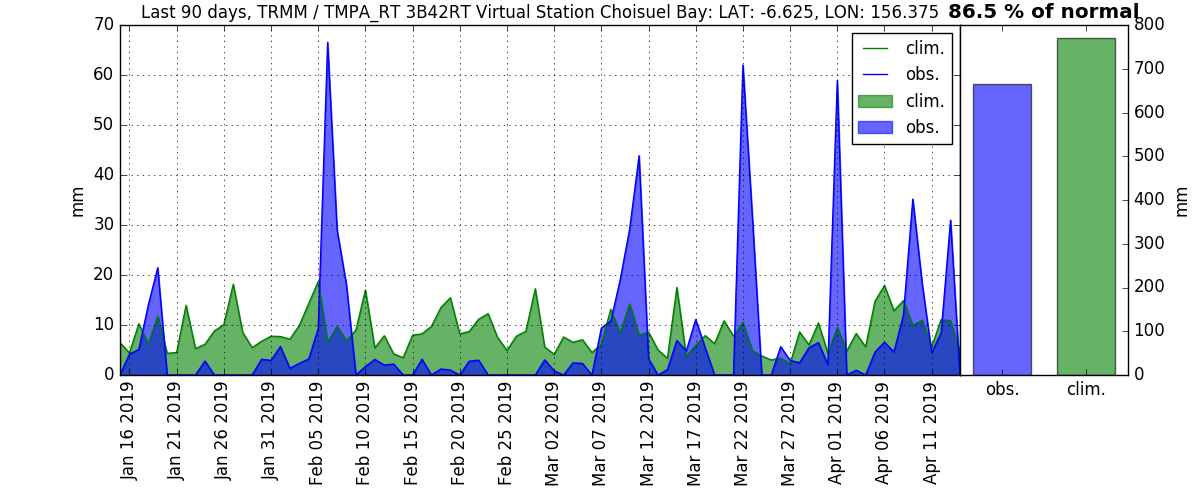 Last 90 days, TRMM / TMPA_RT 3B42RT Virtual Station Choisuel Bay: LAT: -6.625, LON: 156.375 86.5 % of normal
70
60
50
40
30
20
10
0
mm
clim.
obs.
clim.
obs.
800
700
600
500
400
300
200
100
0
mm
obs.
clim.
Jan 16 2019
Jan 21 2019
Jan 26 2019
Jan 31 2019
Feb 05 2019
Feb 10 2019
Feb 15 2019
Feb 20 2019
Feb 25 2019
Mar 02 2019
Mar 07 2019
Mar 12 2019
Mar 17 2019
Mar 22 2019
Mar 27 2019
Apr 01 2019
Apr 06 2019
Apr 11 2019